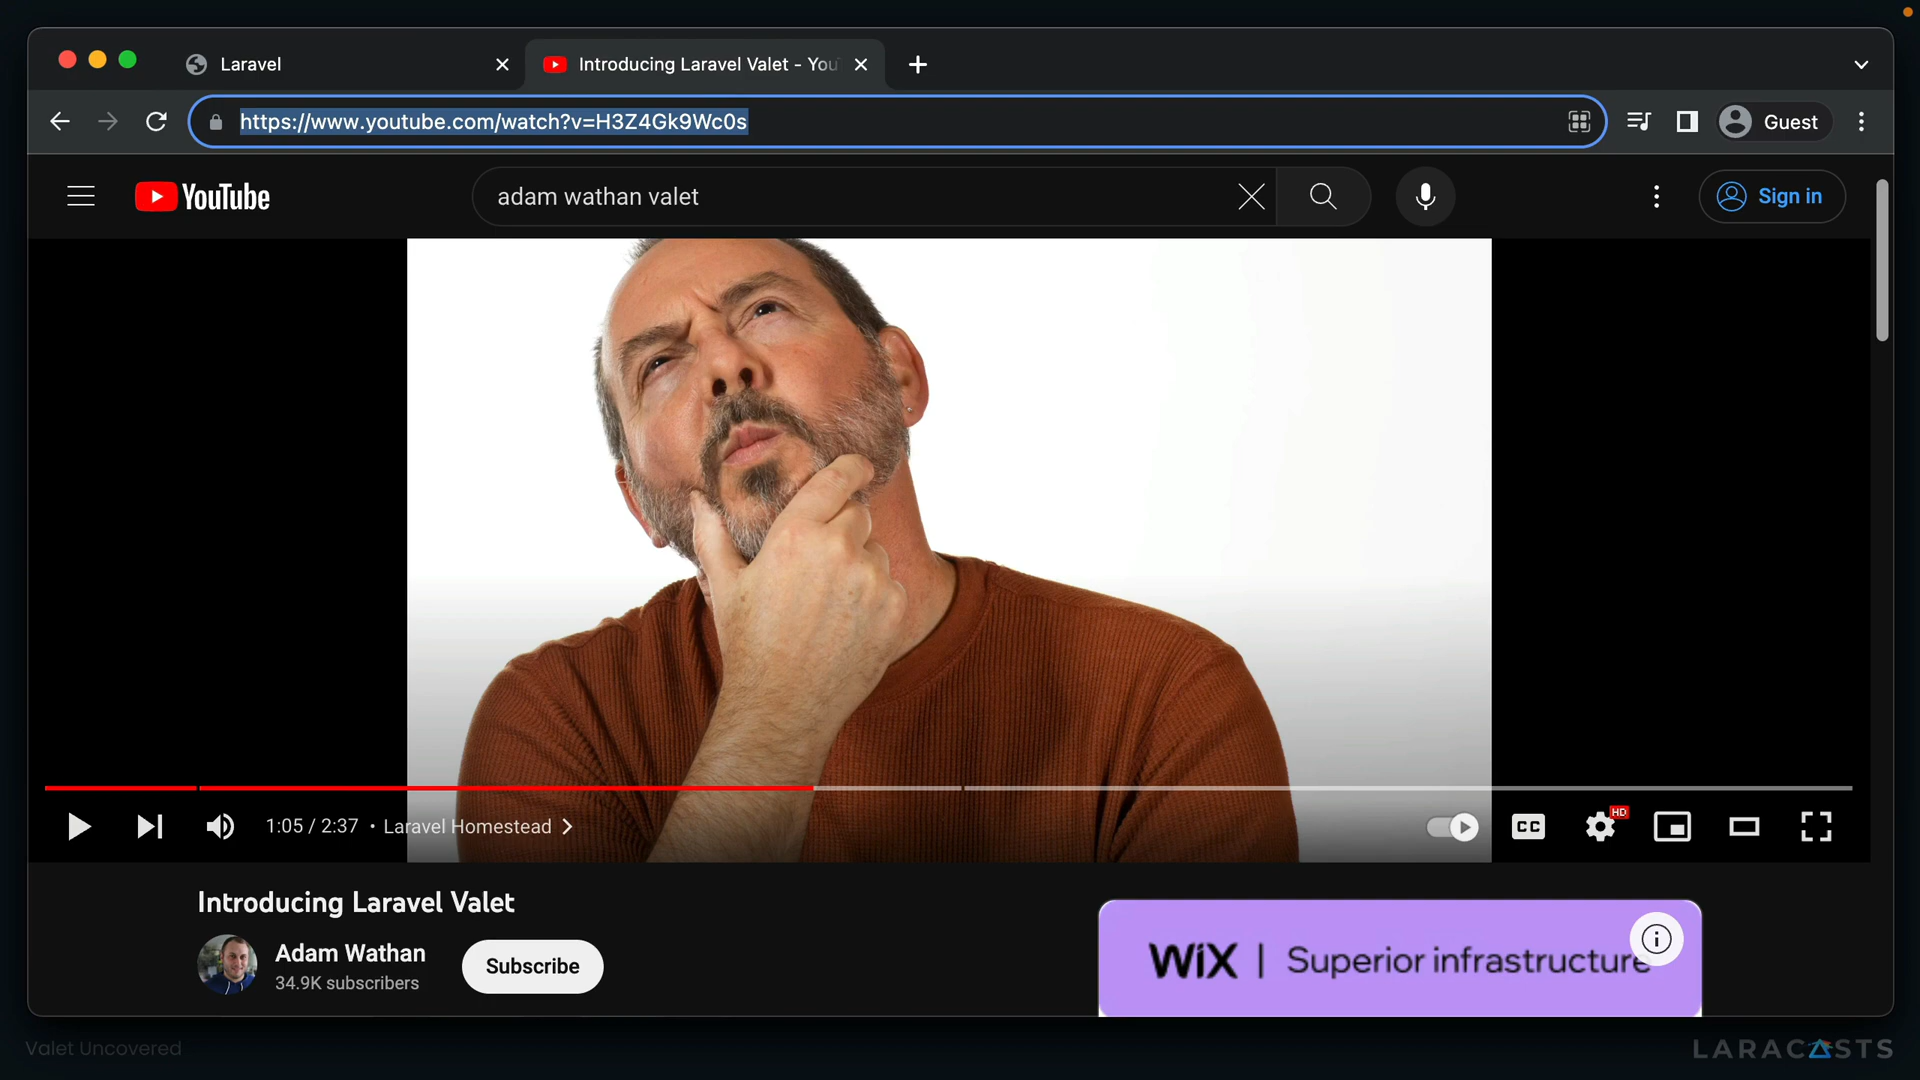 Laravel
Introducing Laravel Valet - You
https://www.youtube.com/watch?v=H3Z4Gk9Wc0s
Guest
YouTube
adam wathan valet
Sign in
1:05 / 2:37 • Laravel Homestead
CC
HD
Introducing Laravel Valet
Adam Wathan
34.9K subscribers
Subscribe
WiX | Superior infrastructure
Valet Uncovered
LARACASTS